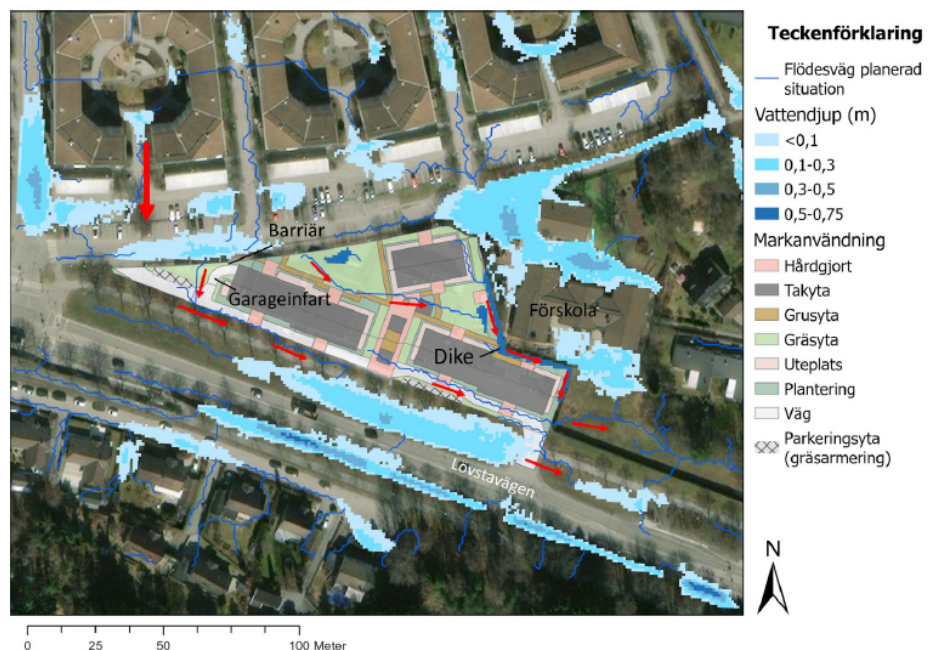 Teckenförklaring
Flödesväg planerad
situation
Vattendjup (m)
<0,1
0,1-0,3
0,3-0,5
0,5-0,75
Markanvändning
Hårdgjort
Takyta
Grusyta
Gräsyta
Uteplats
Plantering
Väg
Parkeringsyta
(gräsarmering)
Barriär
Garageinfart
Förskola
Dike
Lövstavägen
N
0 25 50 100 Meter